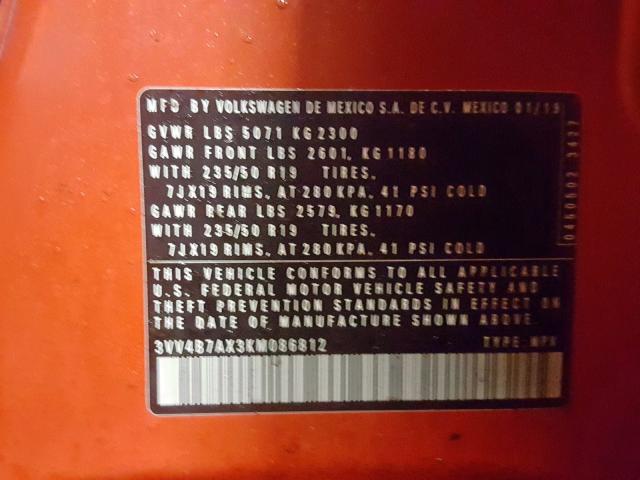 MFD BY VOLKSWAGEN DE MEXICO S.A. DE C.V. MEXICO 01/19
GVWR LBS 5071 KG 2300
GAWR FRONT LBS 2601, KG 1180
WITH 235/50 R19 TIRES,
7JX19 RIMS, AT 280 KPA, 41 PSI COLD
GAWR REAR LBS 2579, KG 1170
WITH 235/50 R19 TIRES,
7JX19 RIMS, AT 280 KPA, 41 PSI COLD
THIS VEHICLE CONFORMS TO ALL APPLICABLE
U.S. FEDERAL MOTOR VEHICLE SAFETY AND
THEFT PREVENTION STANDARDS IN EFFECT ON
THE DATE OF MANUFACTURE SHOWN ABOVE.
3VV4B7AX3KM086812 TYPE: MPV
0450502 3427